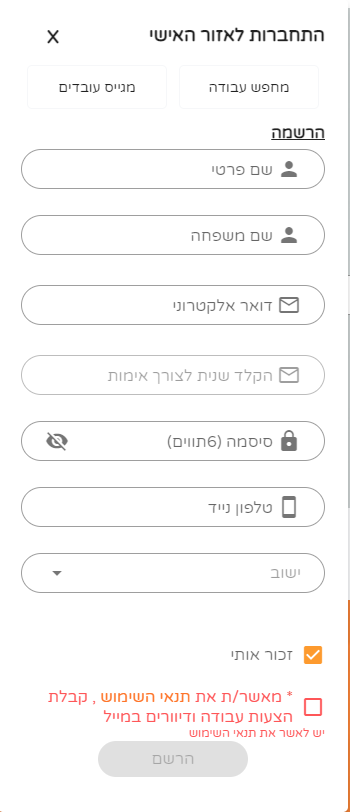 התחברות לאזור האישי
X
מחפש עבודה
מגייס עובדים
הרשמה
שם פרטי
שם משפחה
דואר אלקטרוני
הקלד שנית לצורך אימות
סיסמה (6תווים)
טלפון נייד
ישוב
זכור אותי
* מאשר/ת את תנאי השימוש , קבלת
הצעות עבודה ודיוורים במייל
יש לאשר את תנאי השימוש
הרשם